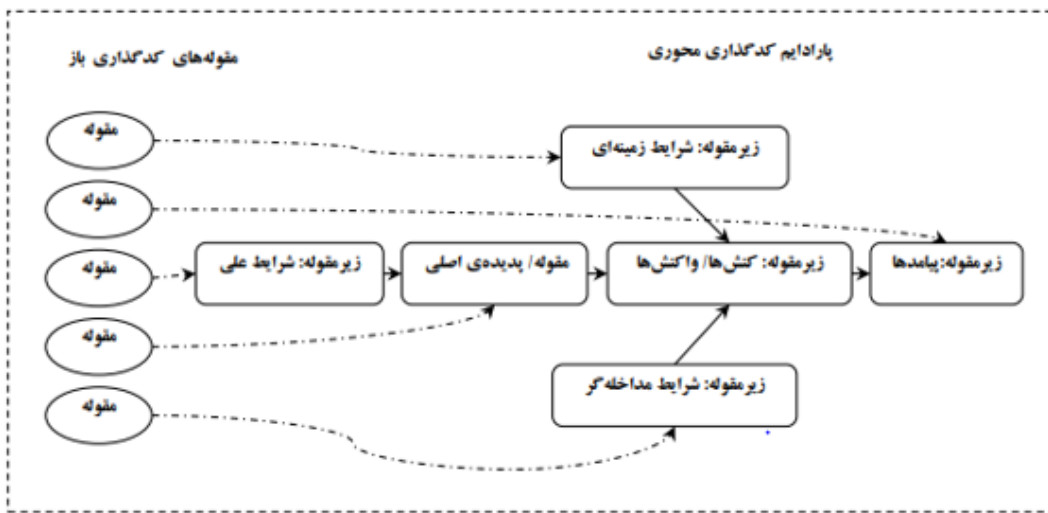 پارادایم کدگذاری محوری
مقوله‌های کدگذاری باز
مقوله
زیرمقوله: شرایط زمینه‌ای
مقوله
مقوله
زیرمقوله: شرایط علی
مقوله/ پدیده‌ی اصلی
زیرمقوله: کنش‌ها/ واکنش‌ها
زیرمقوله:پیامدها
مقوله
زیرمقوله: شرایط مداخله‌گر
مقوله